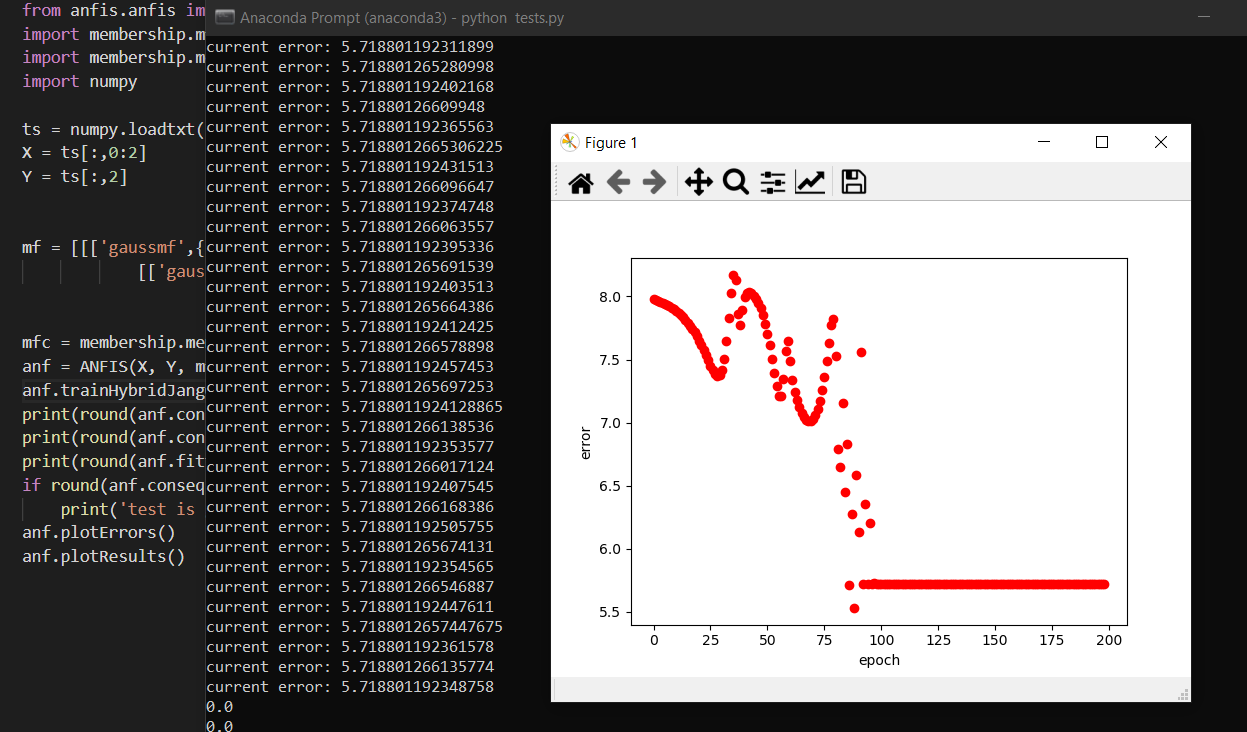 from anfis.anfis im
import membership.m
import membership.m
import numpy
ts = numpy.loadtxt(
X = ts[:,0:2]
Y = ts[:,2]
mf = [[['gaussmf',{
[['gaus
mfc = membership.me
anf = ANFIS(X, Y, m
anf.trainHybridJang
print(round(anf.con
print(round(anf.con
print(round(anf.fit
if round(anf.conseq
print('test is
anf.plotErrors()
anf.plotResults()
Anaconda Prompt (anaconda3) - python tests.py
current error: 5.718801192311899
current error: 5.718801265280998
current error: 5.718801192402168
current error: 5.718801266609948
current error: 5.718801192365563
current error: 5.7188012665306225
current error: 5.718801192431513
current error: 5.718801266096647
current error: 5.718801192374748
current error: 5.718801266063557
current error: 5.718801192395336
current error: 5.718801265691539
current error: 5.718801192403513
current error: 5.718801265664386
current error: 5.718801192412425
current error: 5.718801266578898
current error: 5.718801192457453
current error: 5.718801265697253
current error: 5.7188011924128865
current error: 5.718801266138536
current error: 5.718801192353577
current error: 5.718801266017124
current error: 5.718801192407545
current error: 5.718801266168386
current error: 5.718801192505755
current error: 5.718801265674131
current error: 5.718801192354565
current error: 5.718801266546887
current error: 5.718801192447611
current error: 5.7188012657447675
current error: 5.718801192361578
current error: 5.718801266135774
current error: 5.718801192348758
0.0
0.0
Figure 1
8.0
7.5
7.0
6.5
6.0
5.5
error
0 25 50 75 100 125 150 175 200
epoch